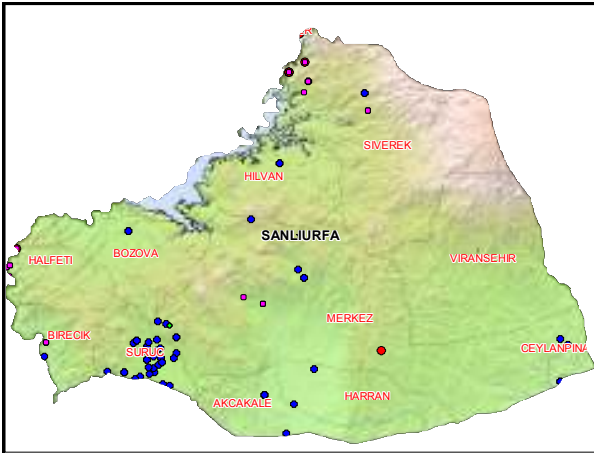 SIVEREK
HILVAN
SANLIURFA
BOZOVA
HALFETI
VIRANSEHIR
MERKEZ
BIRECIK
SURUC
CEYLANPINA
AKCAKALE
HARRAN